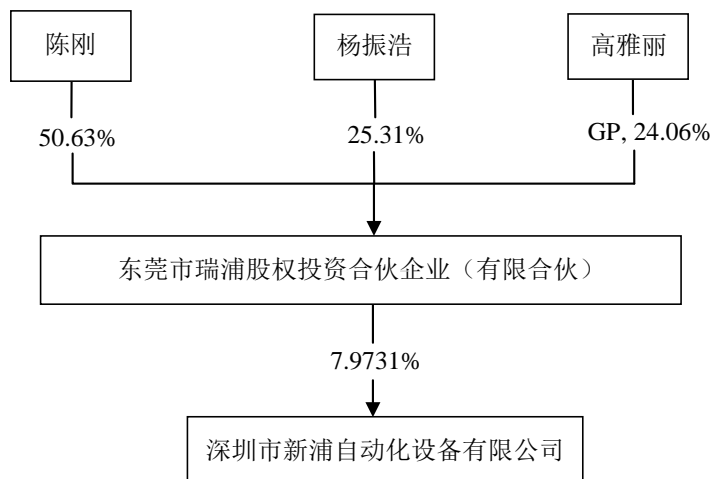 陈刚
杨振浩
高雅丽
50.63%
25.31%
GP, 24.06%
东莞市瑞浦股权投资合伙企业（有限合伙）
7.9731%
深圳市新浦自动化设备有限公司